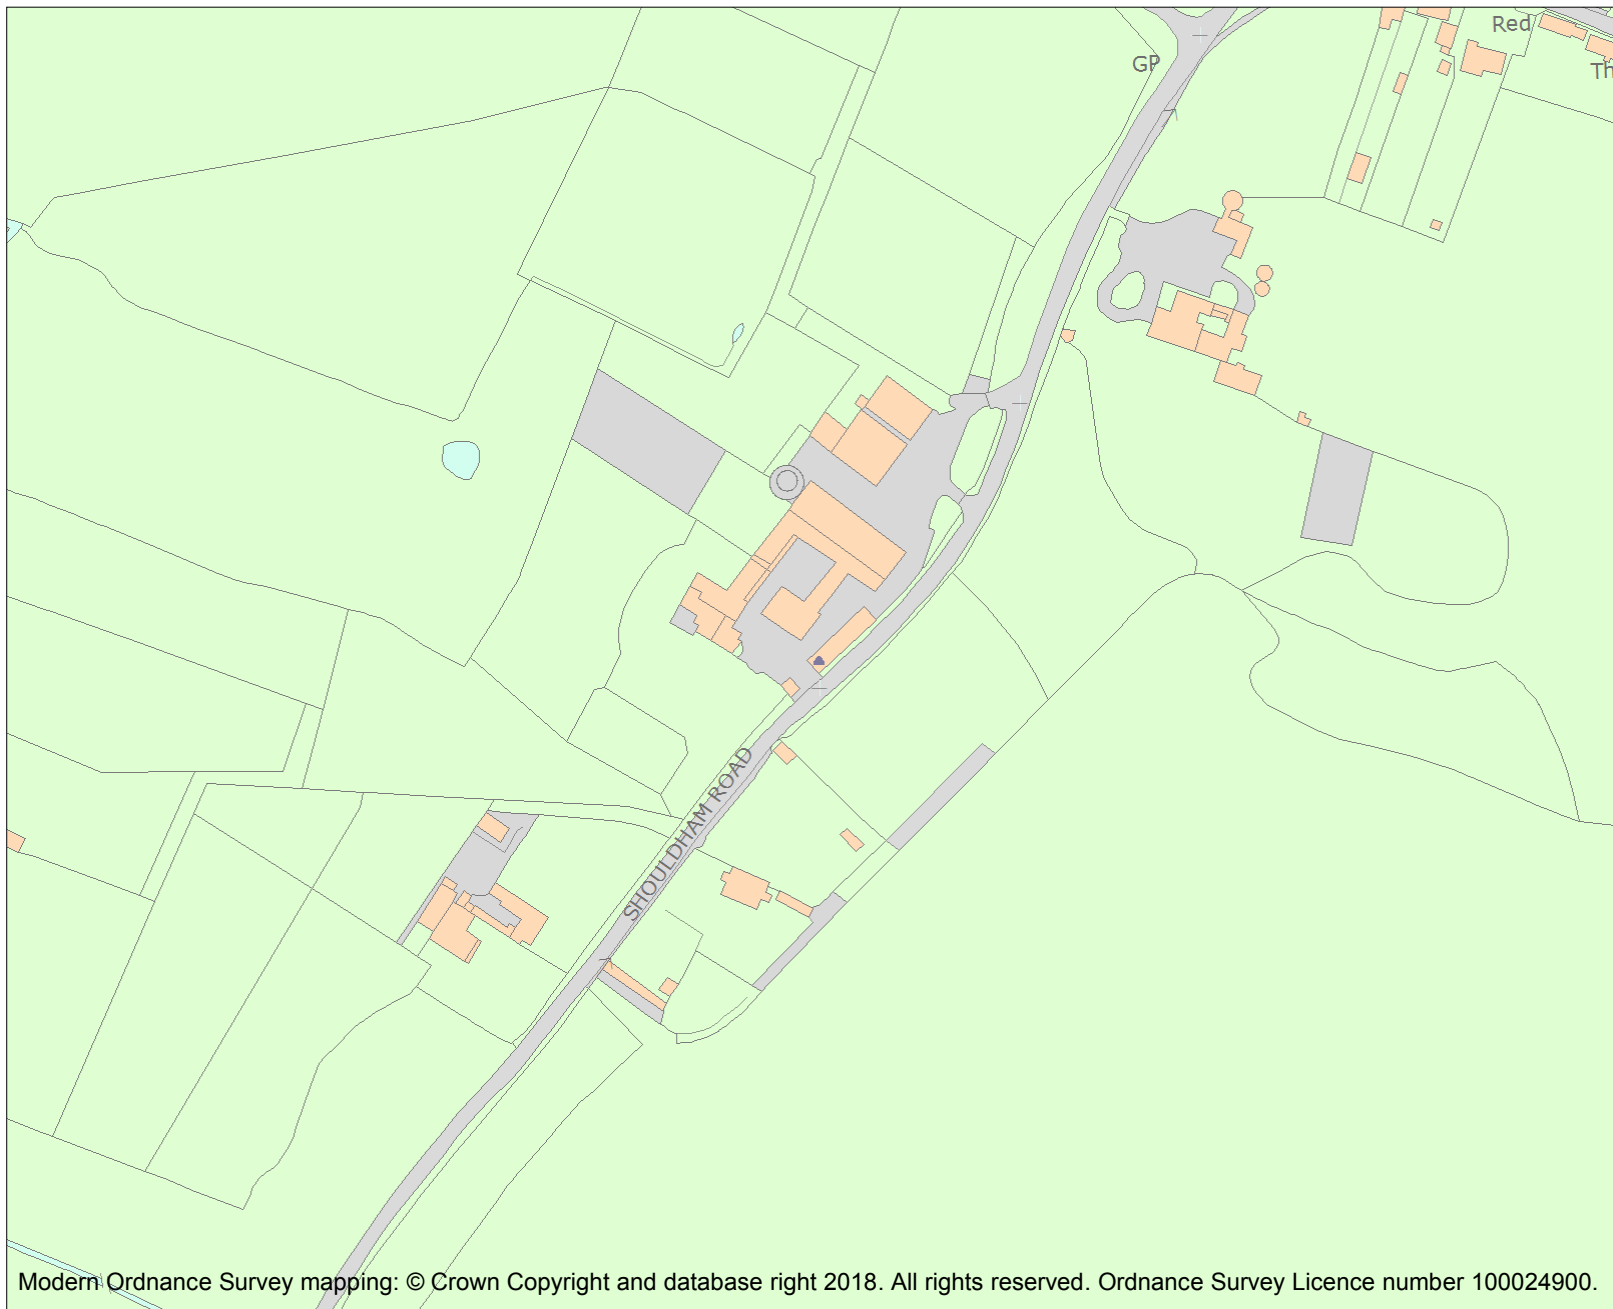 Red
GP
Th
SHOULDHAM ROAD
Modern Ordnance Survey mapping: © Crown Copyright and database right 2018. All rights reserved. Ordnance Survey Licence number 100024900.